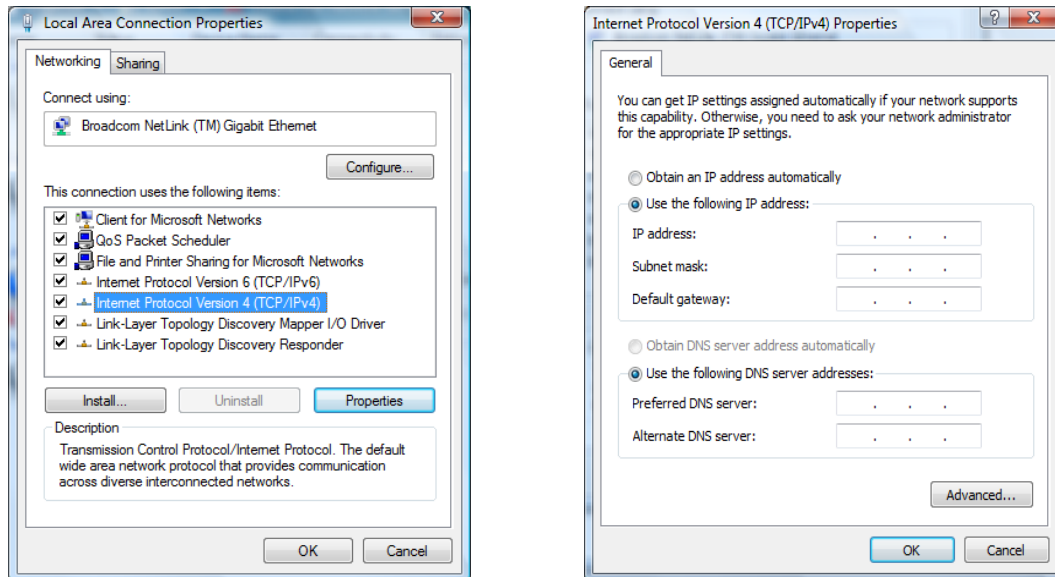 Local Area Connection Properties
Networking
Sharing
Connect using:
Broadcom NetLink (TM) Gigabit Ethernet
Configure...
This connection uses the following items:
Client for Microsoft Networks
QoS Packet Scheduler
File and Printer Sharing for Microsoft Networks
Internet Protocol Version 6 (TCP/IPv6)
Internet Protocol Version 4 (TCP/IPv4)
Link-Layer Topology Discovery Mapper I/O Driver
Link-Layer Topology Discovery Responder
Install...
Uninstall
Properties
Description
Transmission Control Protocol/Internet Protocol. The default
wide area network protocol that provides communication
across diverse interconnected networks.
OK
Cancel
Internet Protocol Version 4 (TCP/IPv4) Properties
General
You can get IP settings assigned automatically if your network supports
this capability. Otherwise, you need to ask your network administrator
for the appropriate IP settings.
Obtain an IP address automatically
Use the following IP address:
IP address:
Subnet mask:
Default gateway:
Obtain DNS server address automatically
Use the following DNS server addresses:
Preferred DNS server:
Alternate DNS server:
Advanced...
OK
Cancel